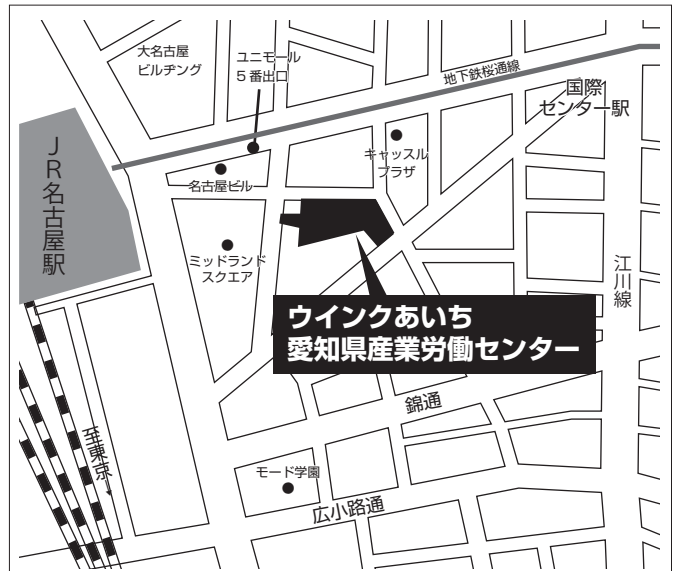 大名古屋
ビルヂング
ユニモール
5番出口
地下鉄桜通線
国際
センター駅
キャッスル
プラザ
JR名古屋駅
名古屋ビル
ミッドランド
スクエア
江川線
ウインクあいち
愛知県産業労働センター
錦通
至東京
モード学園
広小路通